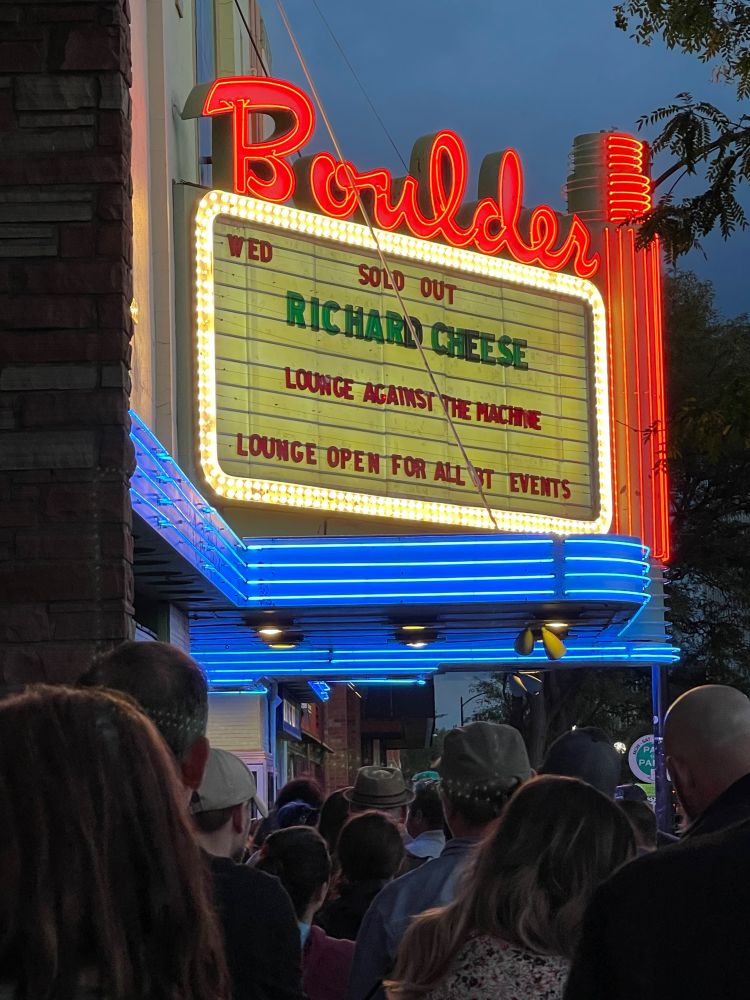 Boulder
WED
SOLD OUT
RICHARD CHEESE
LOUNGE AGAINST THE MACHINE
LOUNGE OPEN FOR ALL BT EVENTS